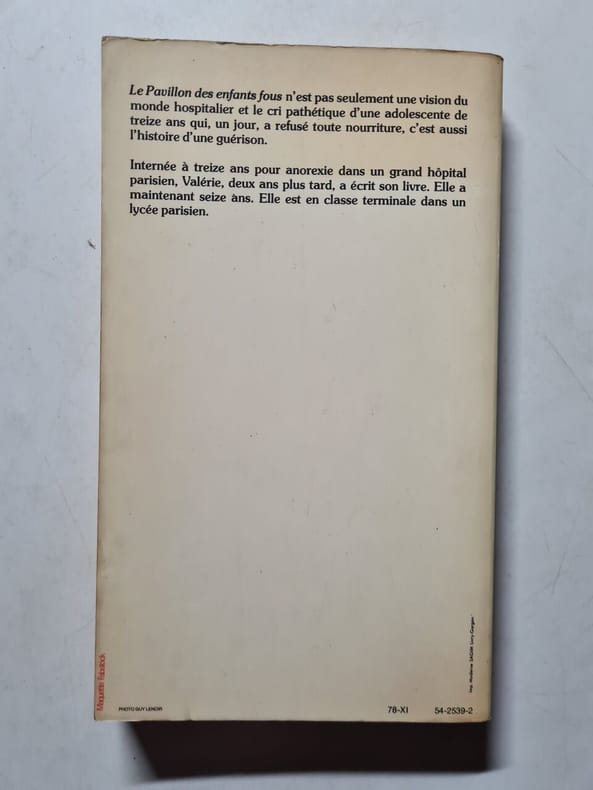 Le Pavillon des enfants fous n'est pas seulement une vision du
monde hospitalier et le cri pathétique d'une adolescente de
treize ans qui, un jour, a refusé toute nourriture, c'est aussi
l'histoire d'une guérison.
Internée à treize ans pour anorexie dans un grand hôpital
parisien, Valérie, deux ans plus tard, a écrit son livre. Elle a
maintenant seize ans. Elle est en classe terminale dans un
lycée parisien.
Maquette:
PHOTO GUY LENOIR
78-XI
54-2539-2
Imp. Moderne